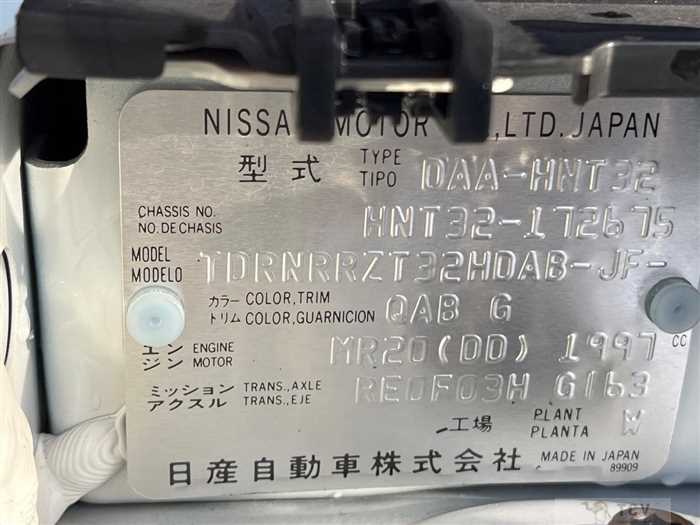 NISSA MOTOR ,LTD.JAPAN
型式 TYPE TIPO DAA-HNT32
CHASSIS NO. NO.DE CHASIS HNT32-172675
MODEL MODELO TDRNRRZT32HDAB-JF-
カラー COLOR,TRIM
トリム COLOR,GUARNICION QAB G
エンジン ENGINE MOTOR MR20(DD) 1997 CC
ミッション TRANS.,AXLE
アクスル TRANS.,EJE RE0F03H G163
工場 PLANT PLANTA W
日産自動車株式会社 MADE IN JAPAN
89909
TCV